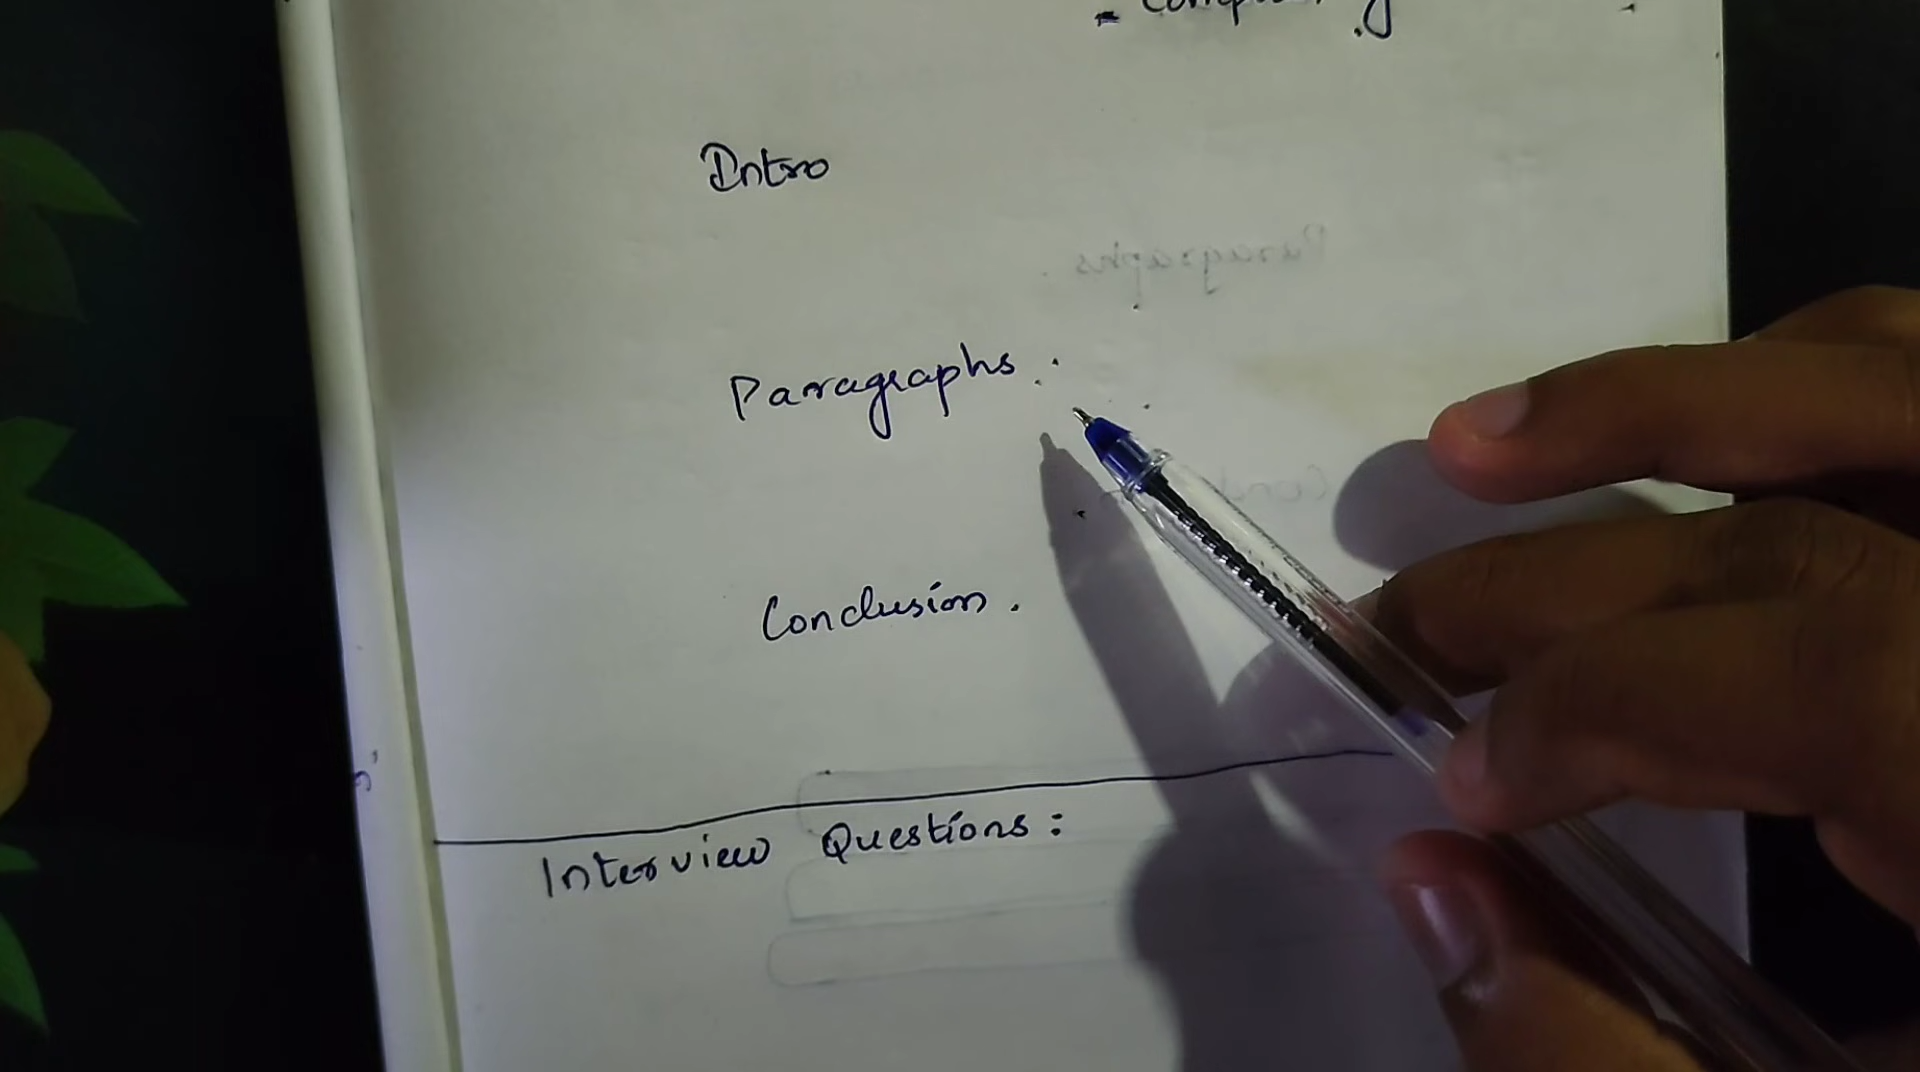 Intro
Paragraphs.
Conclusion.
Interview Questions: